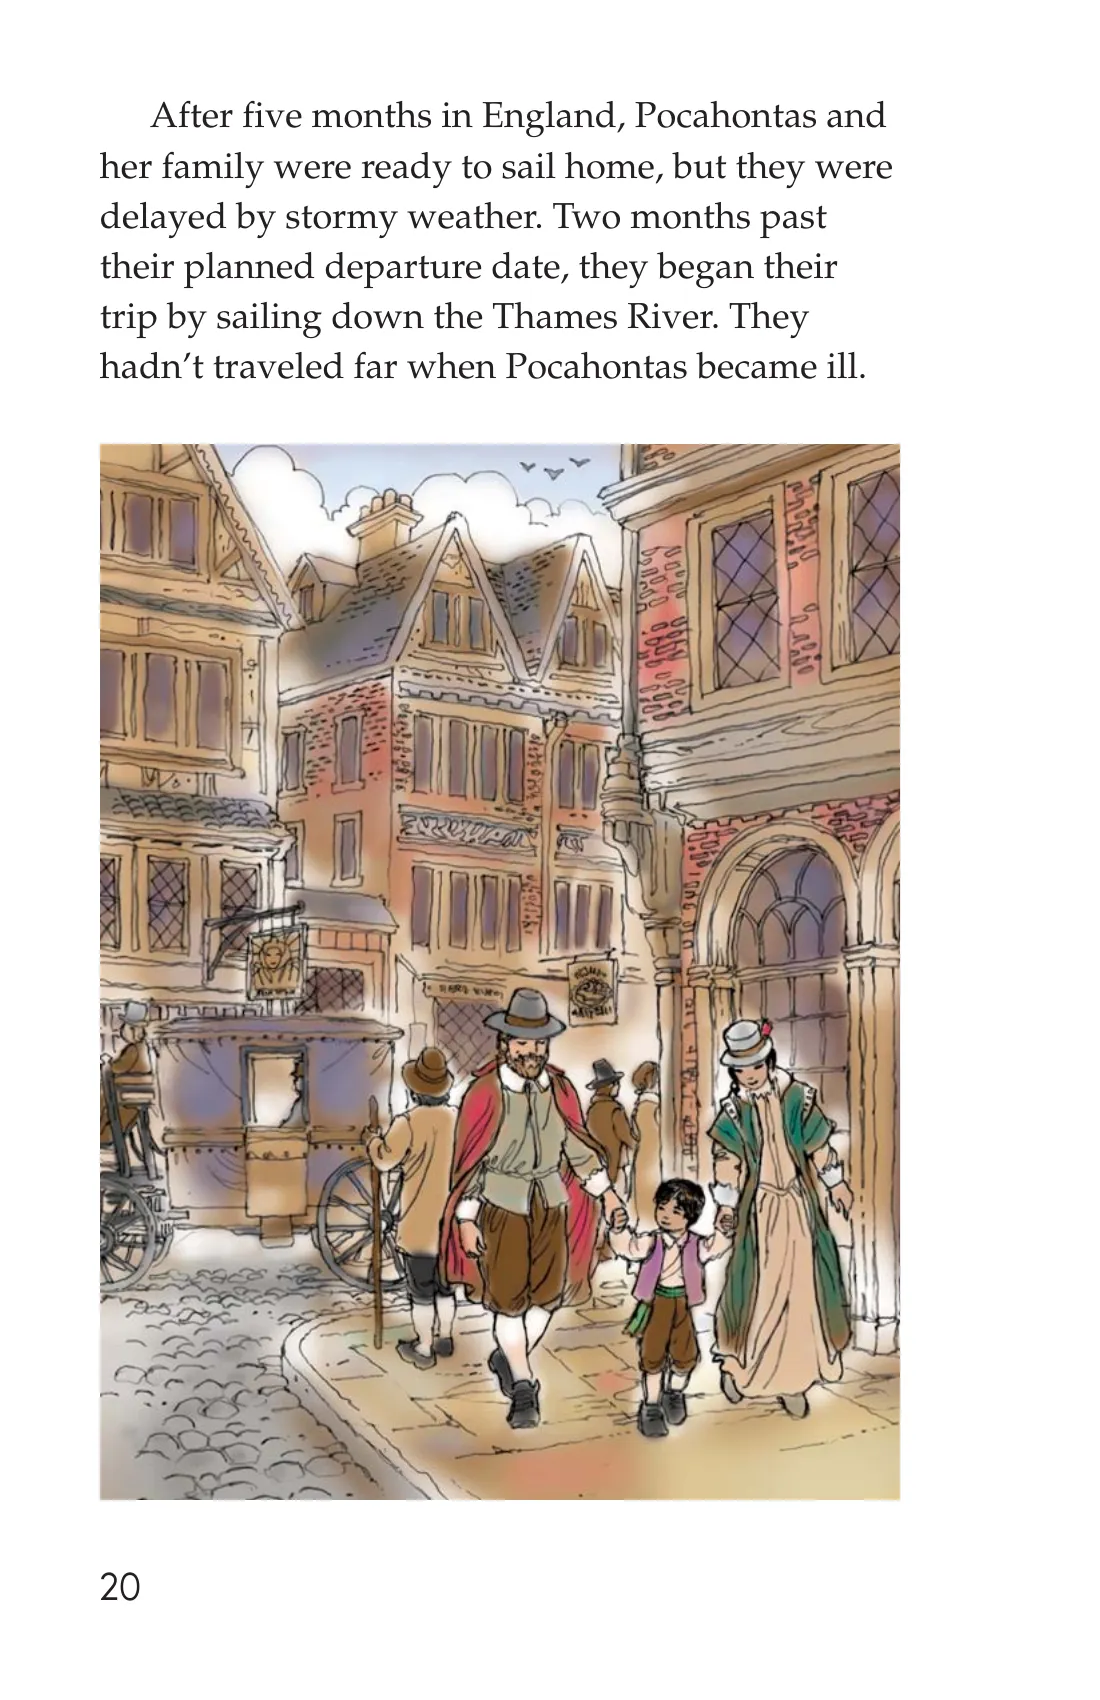 After five months in England, Pocahontas and
her family were ready to sail home, but they were
delayed by stormy weather. Two months past
their planned departure date, they began their
trip by sailing down the Thames River. They
hadn’t traveled far when Pocahontas became ill.
20